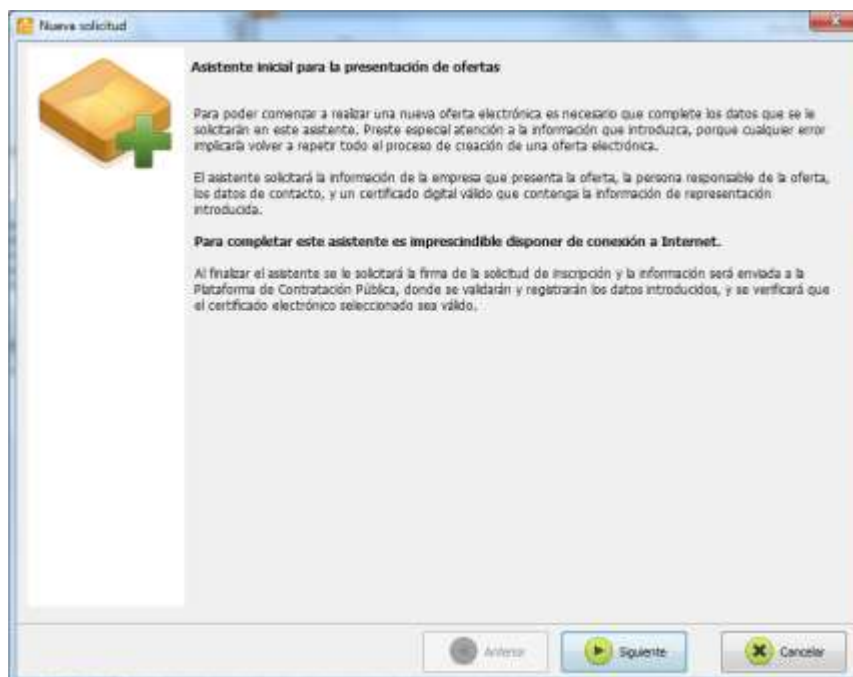 Nueva solicitud
Asistente inicial para la presentación de ofertas
Para poder comenzar a realizar una nueva oferta electrónica es necesario que complete los datos que se le
solicitarán en este asistente. Preste especial atención a la información que introduzca, porque cualquier error
implicará volver a repetir todo el proceso de creación de una oferta electrónica.
El asistente solicitará la información de la empresa que presenta la oferta, la persona responsable de la oferta,
los datos de contacto, y un certificado digital válido que contenga la información de representación
introducida.
Para completar este asistente es imprescindible disponer de conexión a Internet.
Al finalizar el asistente se le solicitará la firma de la solicitud de inscripción y la información será enviada a la
Plataforma de Contratación Pública, donde se validarán y registrarán los datos introducidos, y se verificará que
el certificado electrónico seleccionado sea válido.
Anterior
Siguiente
Cancelar